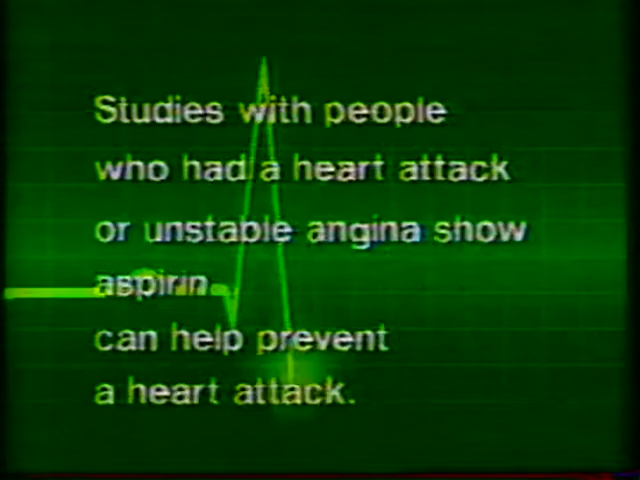 Studies with people
who had a heart attack
or unstable angina show
aspirin
can help prevent
a heart attack.